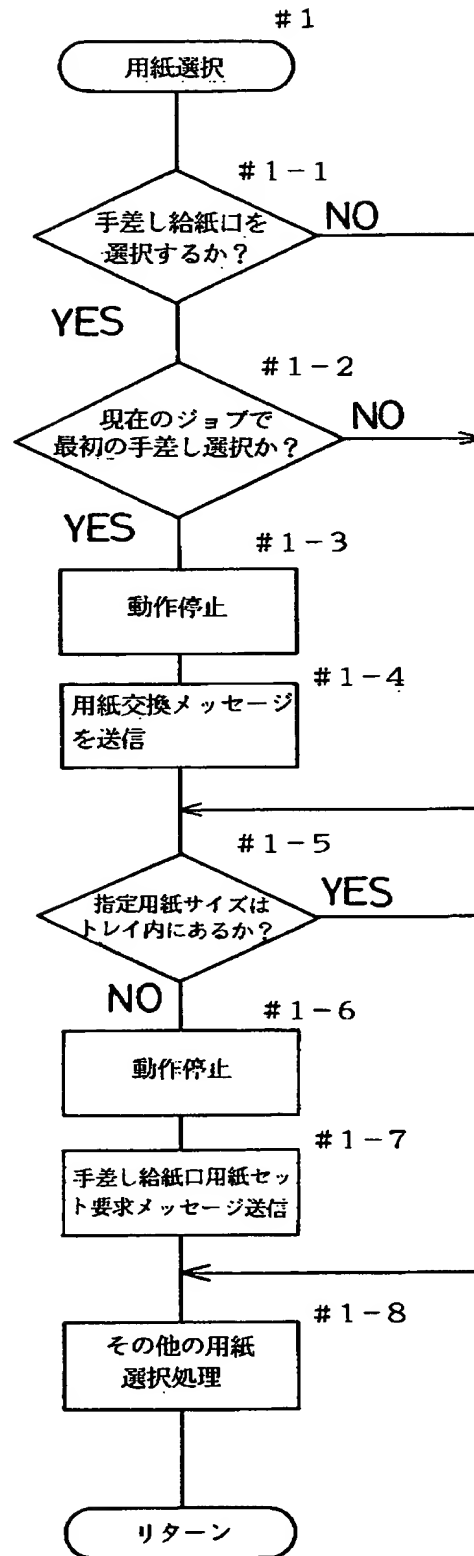 #1
用紙選択
#1-1
手差し給紙口を
選択するか?
NO
YES
#1-2
現在のジョブで
最初の手差し選択か?
NO
YES
#1-3
動作停止
#1-4
用紙交換メッセージ
を送信
#1-5
指定用紙サイズは
トレイ内にあるか?
YES
NO
#1-6
動作停止
#1-7
手差し給紙口用紙セッ
ト要求メッセージ送信
#1-8
その他の用紙
選択処理
リターン